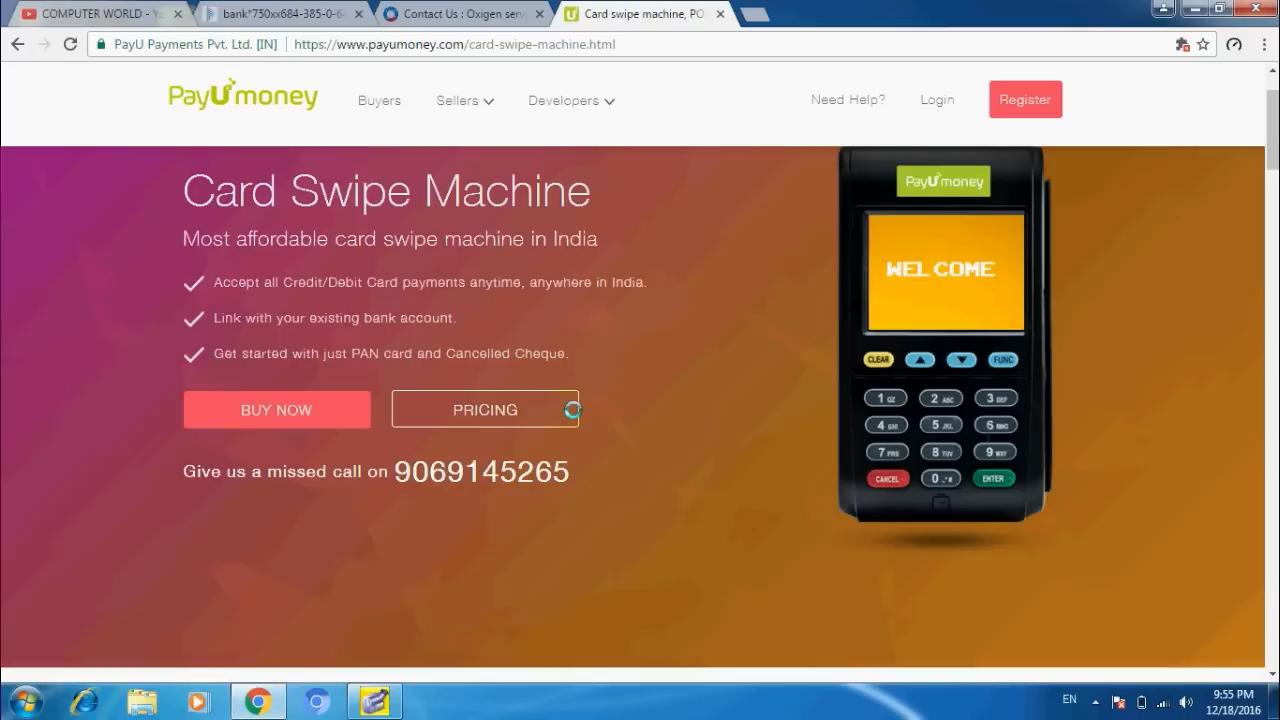 COMPUTER WORLD - Yo
bank*750xx684-385-0-6
Contact Us : Oxigen serv
Card swipe machine, PO
PayU Payments Pvt. Ltd. [IN]
https://www.payumoney.com/card-swipe-machine.html
PayUmoney
Buyers
Sellers
Developers
Need Help?
Login
Register
Card Swipe Machine
Most affordable card swipe machine in India
Accept all Credit/Debit Card payments anytime, anywhere in India.
Link with your existing bank account.
Get started with just PAN card and Cancelled Cheque.
BUY NOW
PRICING
Give us a missed call on 9069145265
PayUmoney
WELCOME
CLEAR
FUNC
1 QZ 2 ABC 3 DEF
4 GHI 5 JKL 6 MNO
7 PRS 8 TUV 9 WXY
CANCEL 0 ENTER
EN
9:55 PM
12/18/2016